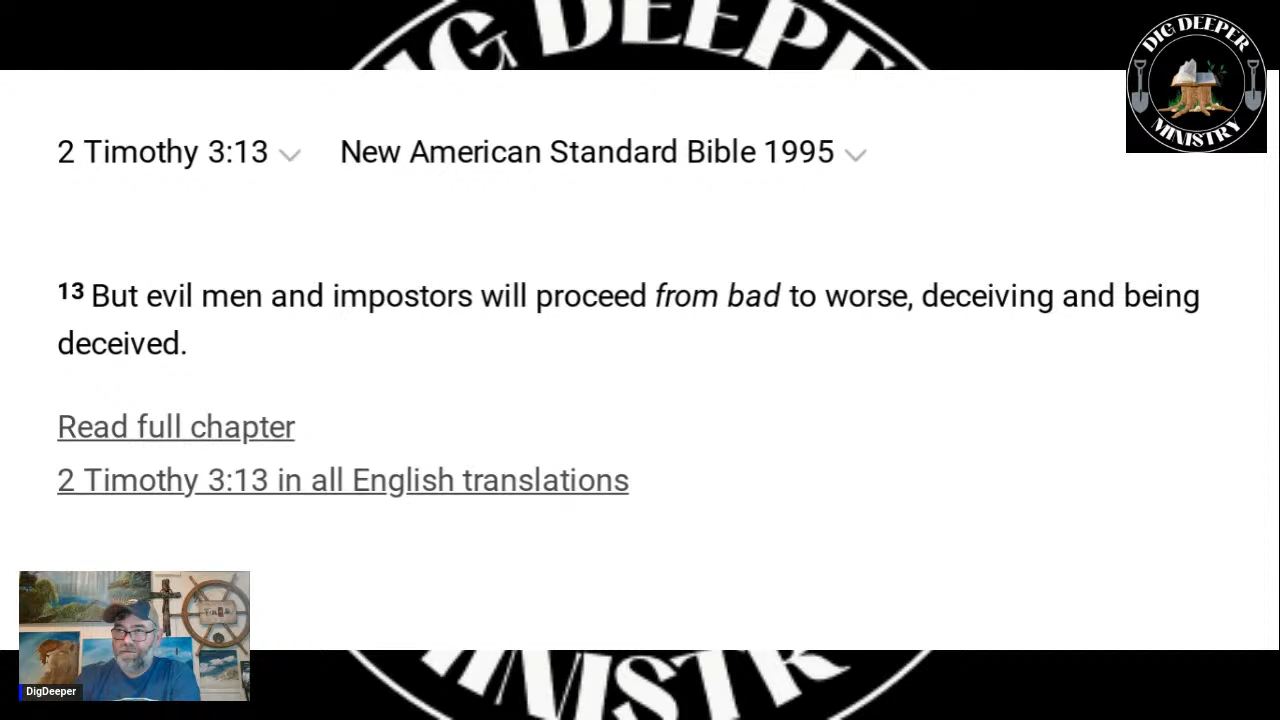 DIG DEEPER
DIG DEEPER
MINISTRY
2 Timothy 3:13 New American Standard Bible 1995
13 But evil men and impostors will proceed from bad to worse, deceiving and being
deceived.
Read full chapter
2 Timothy 3:13 in all English translations
DigDeeper